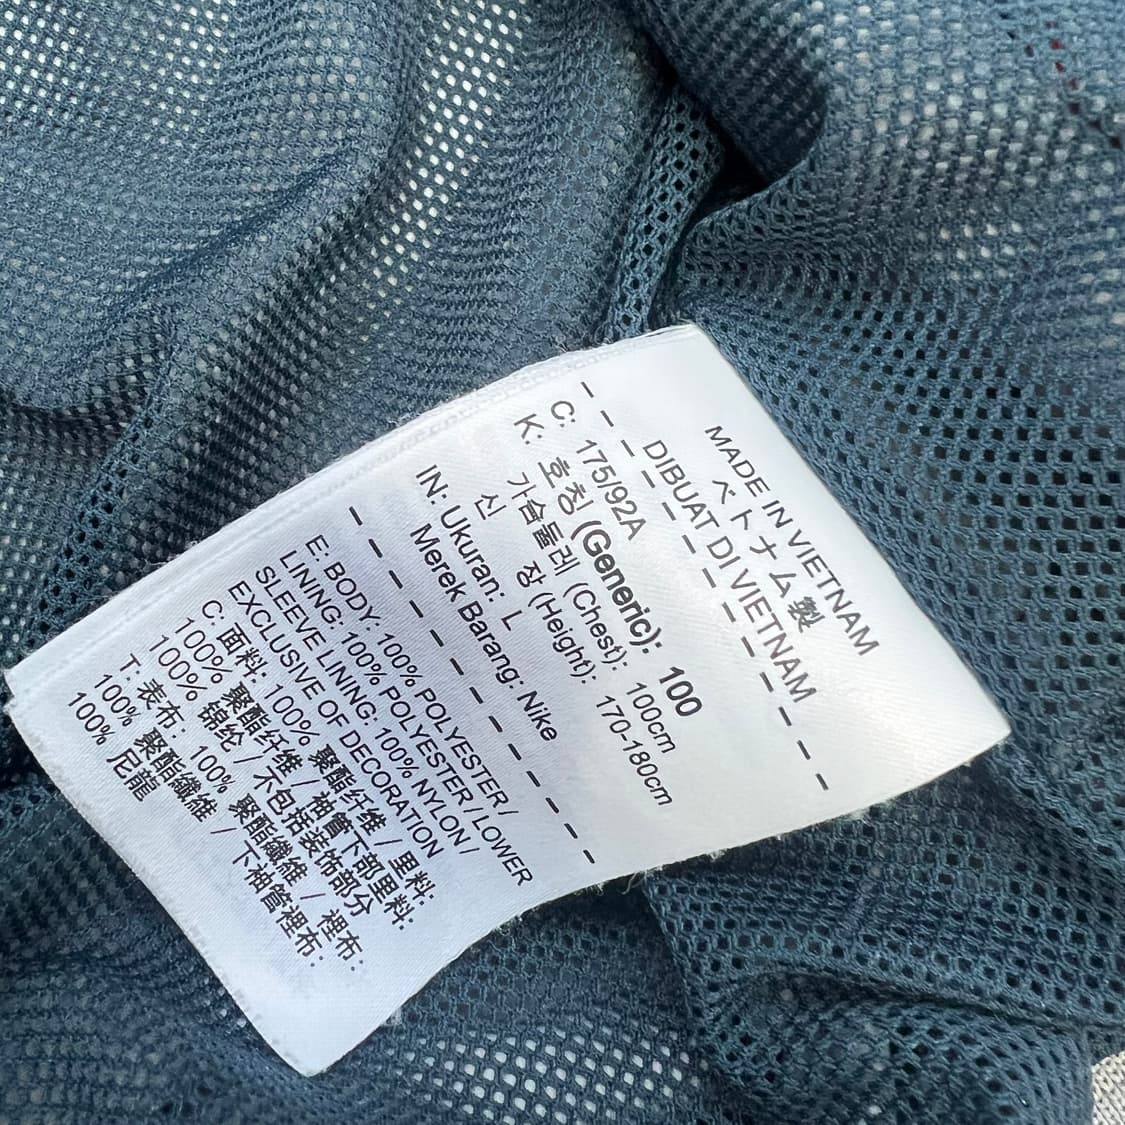 MADE IN VIETNAM
ベトナム製
DIBUAT DI VIETNAM
C: 175/92A
K: 호칭 (Generic): 100
가슴둘레 (Chest): 100cm
신 장 (Height): 170-180cm
IN: Ukuran: L
Merek Barang: Nike
E: BODY: 100% POLYESTER /
LINING: 100% POLYESTER / LOWER
SLEEVE LINING: 100% NYLON /
EXCLUSIVE OF DECORATION
C: 面料: 100% 聚酯纤维 / 里料:
100% 聚酯纤维 / 袖管下部里料:
100% 锦纶 / 不包括装饰部分
T: 表布: 100% 聚酯纖維 / 裡布:
100% 聚酯纖維 / 下袖管裡布:
100% 尼龍